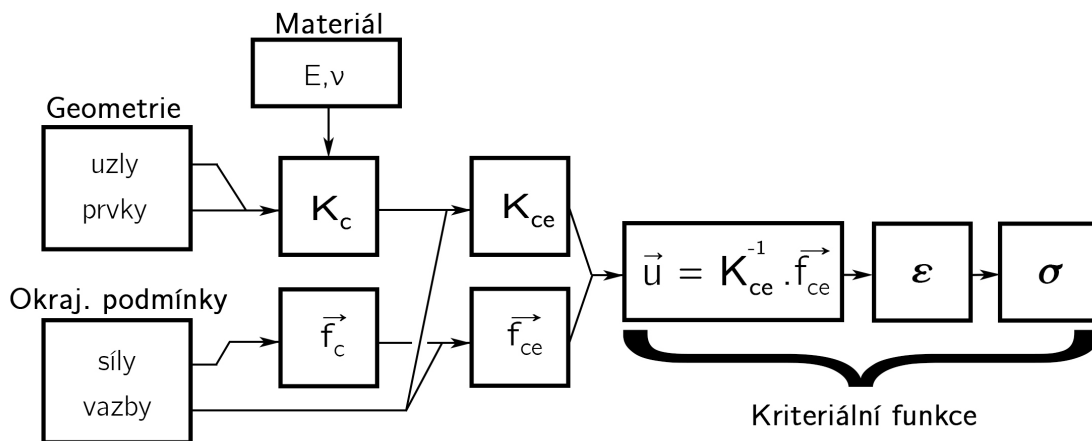 Materiál
E,ν
Geometrie
uzly
prvky
K_c
K_ce
u⃗ = K_ce^-1 . f_ce⃗
ε
σ
Okraj. podmínky
síly
vazby
f_c⃗
f_ce⃗
Kriteriální funkce